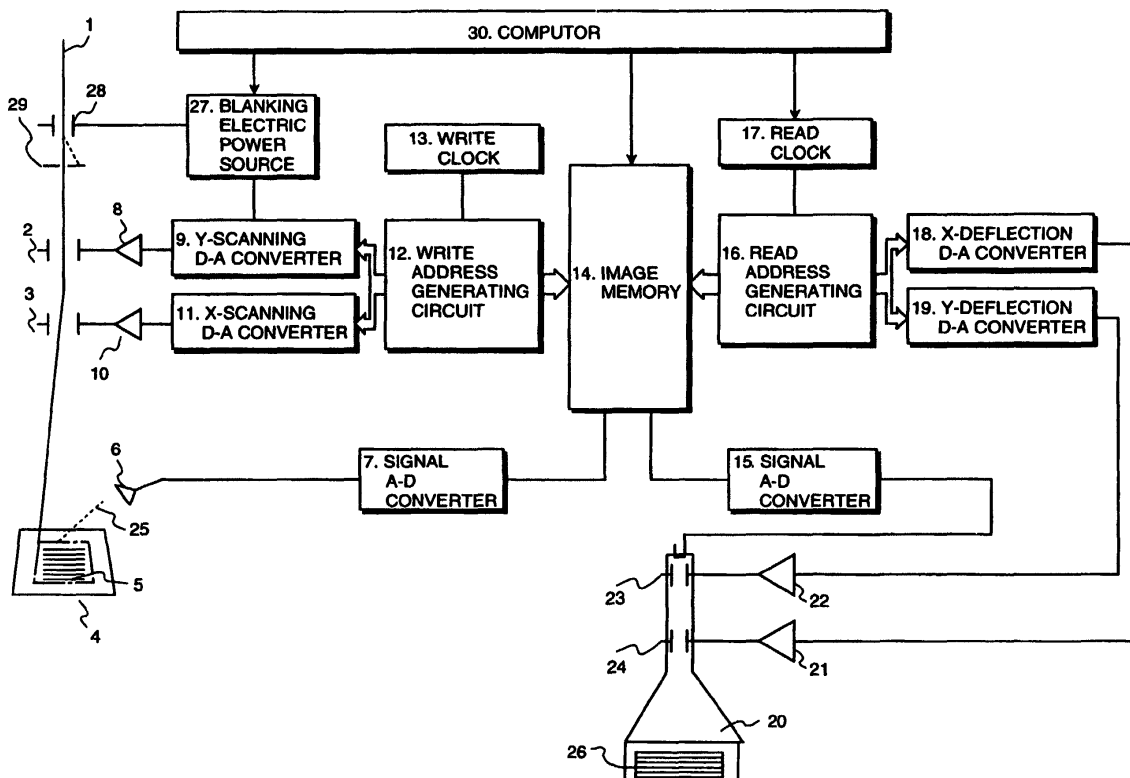 30. COMPUTOR
1
29
28
27. BLANKING
ELECTRIC
POWER
SOURCE
13. WRITE
CLOCK
17. READ
CLOCK
2
8
9. Y-SCANNING
D-A CONVERTER
12. WRITE
ADDRESS
GENERATING
CIRCUIT
14. IMAGE
MEMORY
16. READ
ADDRESS
GENERATING
CIRCUIT
18. X-DEFLECTION
D-A CONVERTER
3
10
11. X-SCANNING
D-A CONVERTER
19. Y-DEFLECTION
D-A CONVERTER
6
7. SIGNAL
A-D
CONVERTER
15. SIGNAL
A-D
CONVERTER
25
5
4
23
22
24
21
20
26